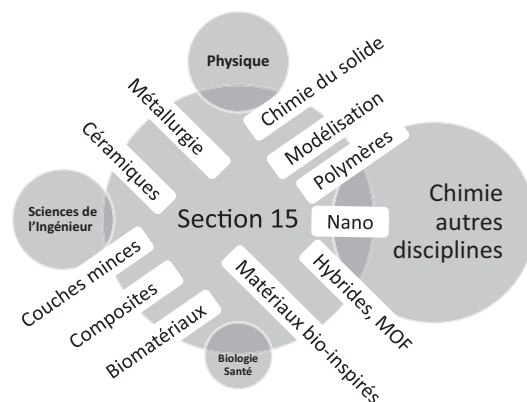 Physique
Chimie du solide
Métallurgie
Modélisation
Céramiques
Polymères
Sciences de
l'Ingénieur
Section 15
Nano
Chimie
autres
disciplines
Couches minces
Composites
Biomatériaux
Matériaux bio-inspirés
Hybrides, MOF
Biologie
Santé